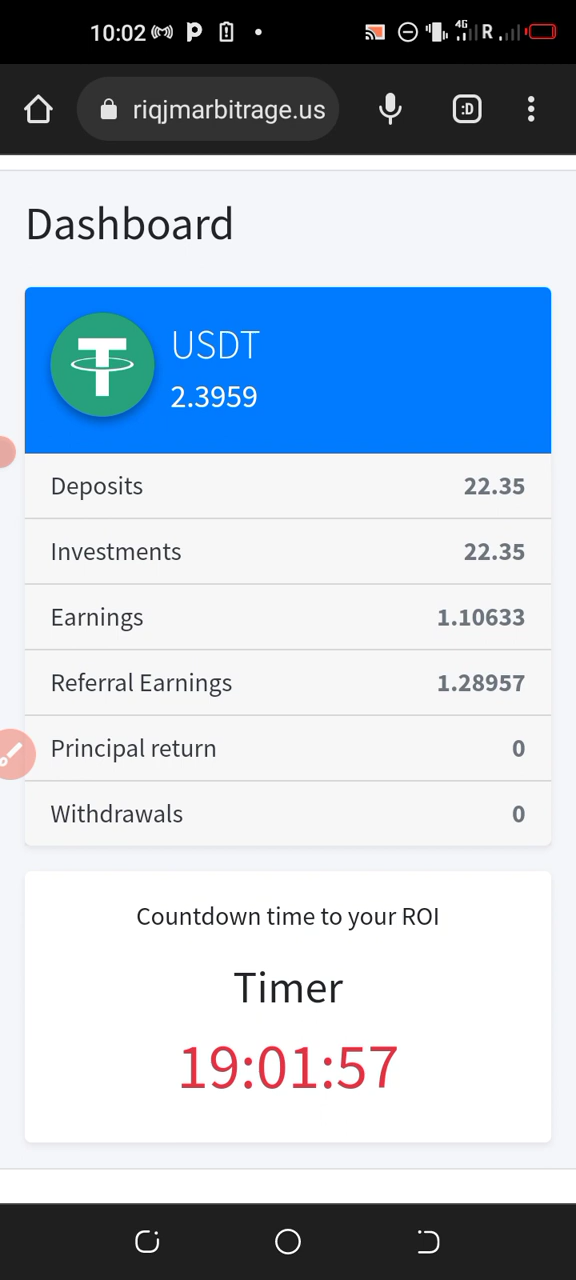 10:02
4G R
riqjmarbitrage.us
:D
Dashboard
USDT
2.3959
Deposits 22.35
Investments 22.35
Earnings 1.10633
Referral Earnings 1.28957
Principal return 0
Withdrawals 0
Countdown time to your ROI
Timer
19:01:57